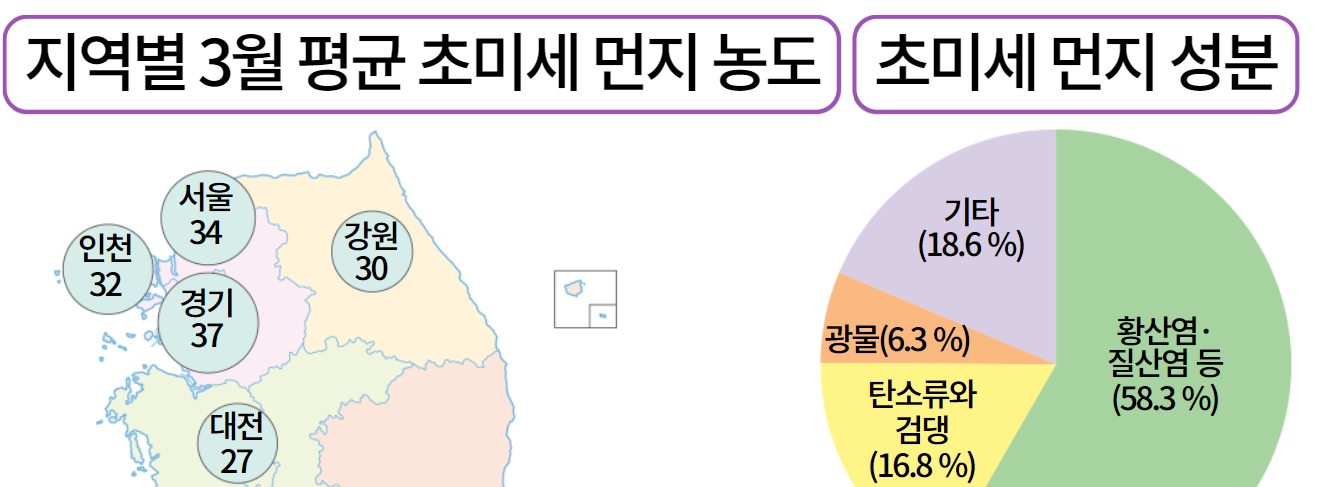 지역별 3월 평균 초미세 먼지 농도
초미세 먼지 성분
서울
34
인천
32
강원
30
경기
37
대전
27
기타
(18.6 %)
광물(6.3 %)
황산염·
질산염 등
(58.3 %)
탄소류와
검댕
(16.8 %)